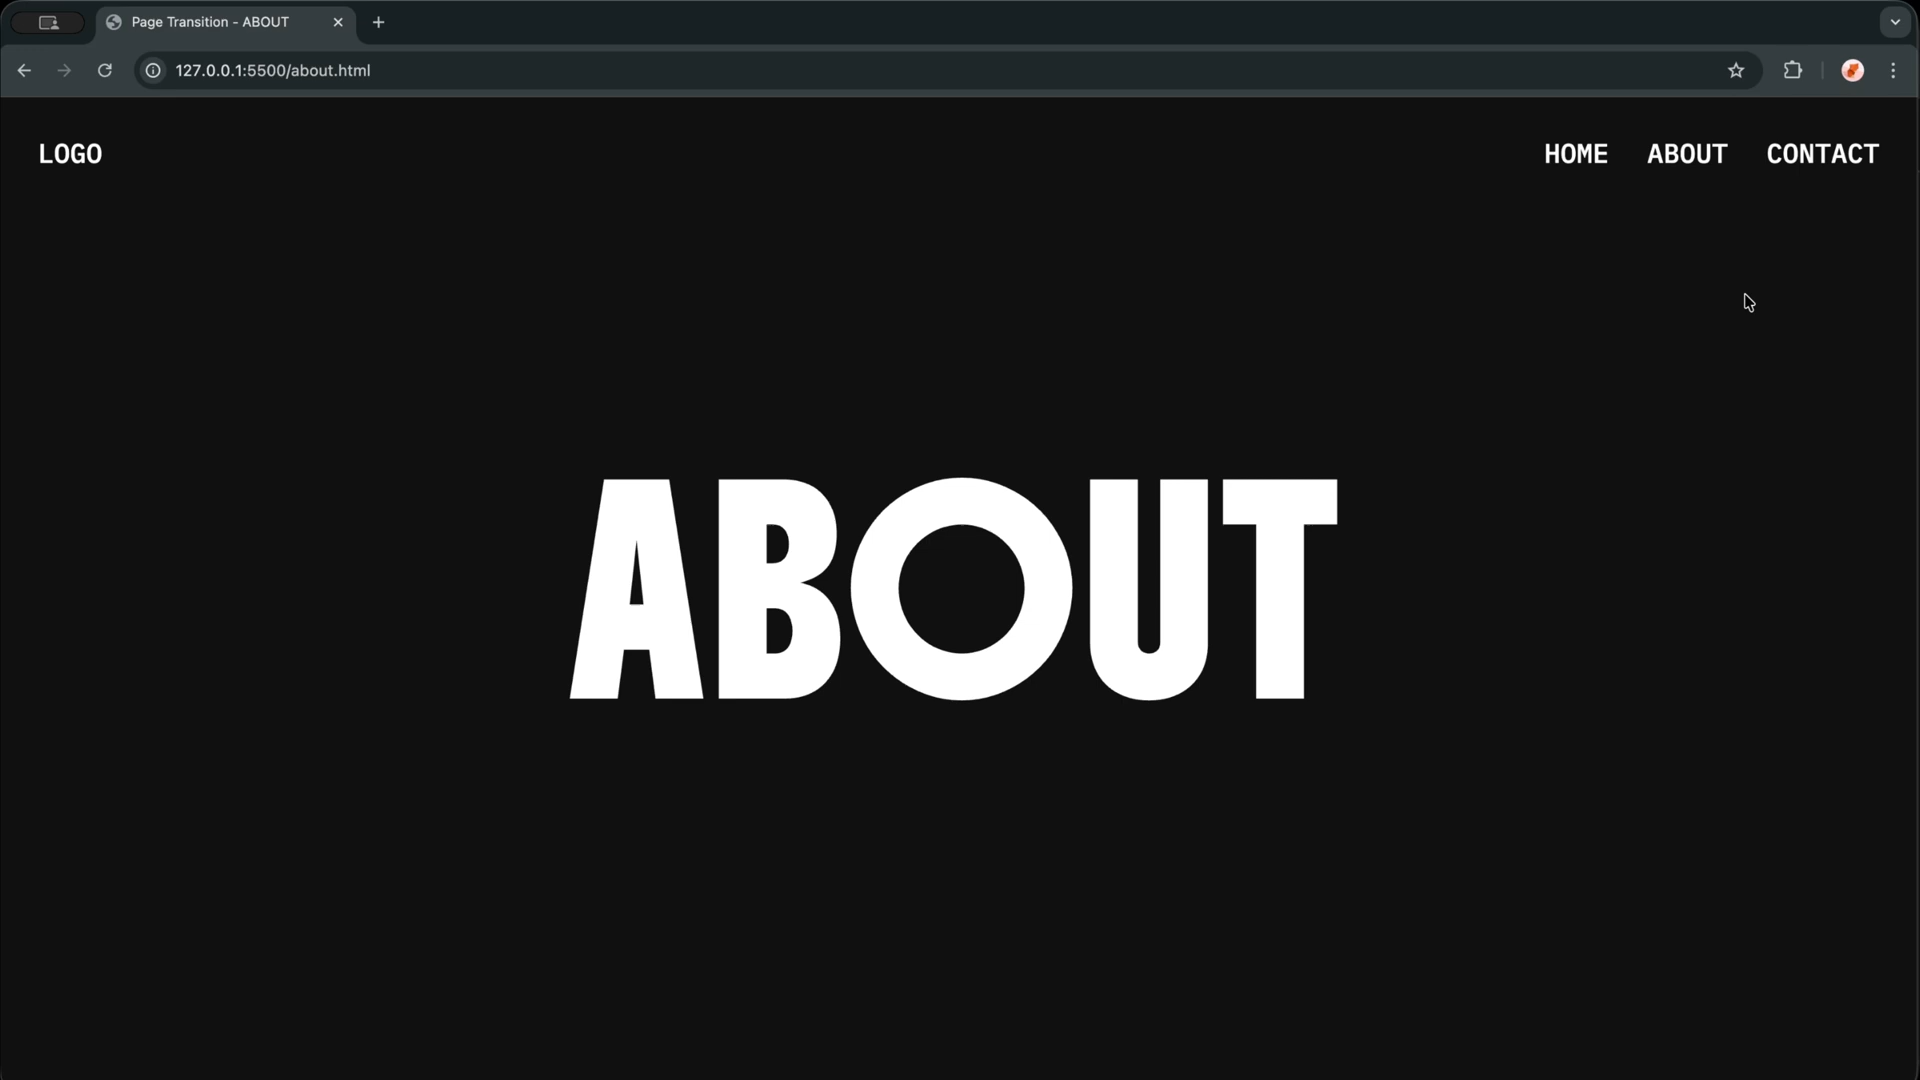 Page Transition - ABOUT
127.0.0.1:5500/about.html
LOGO
HOME ABOUT CONTACT
ABOUT